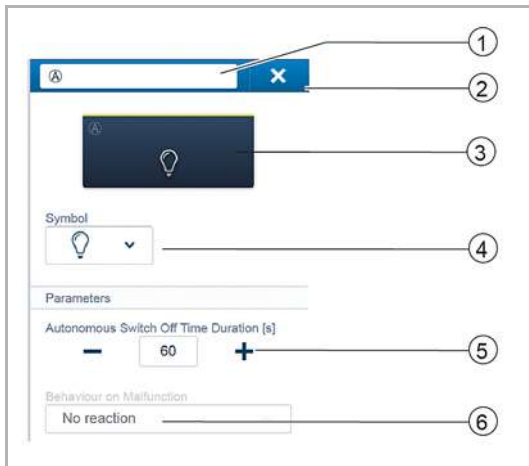 1
Ⓐ
2
Ⓐ
3
Symbol
4
Parameters
Autonomous Switch Off Time Duration [s]
60
5
Behaviour on Malfunction
No reaction
6